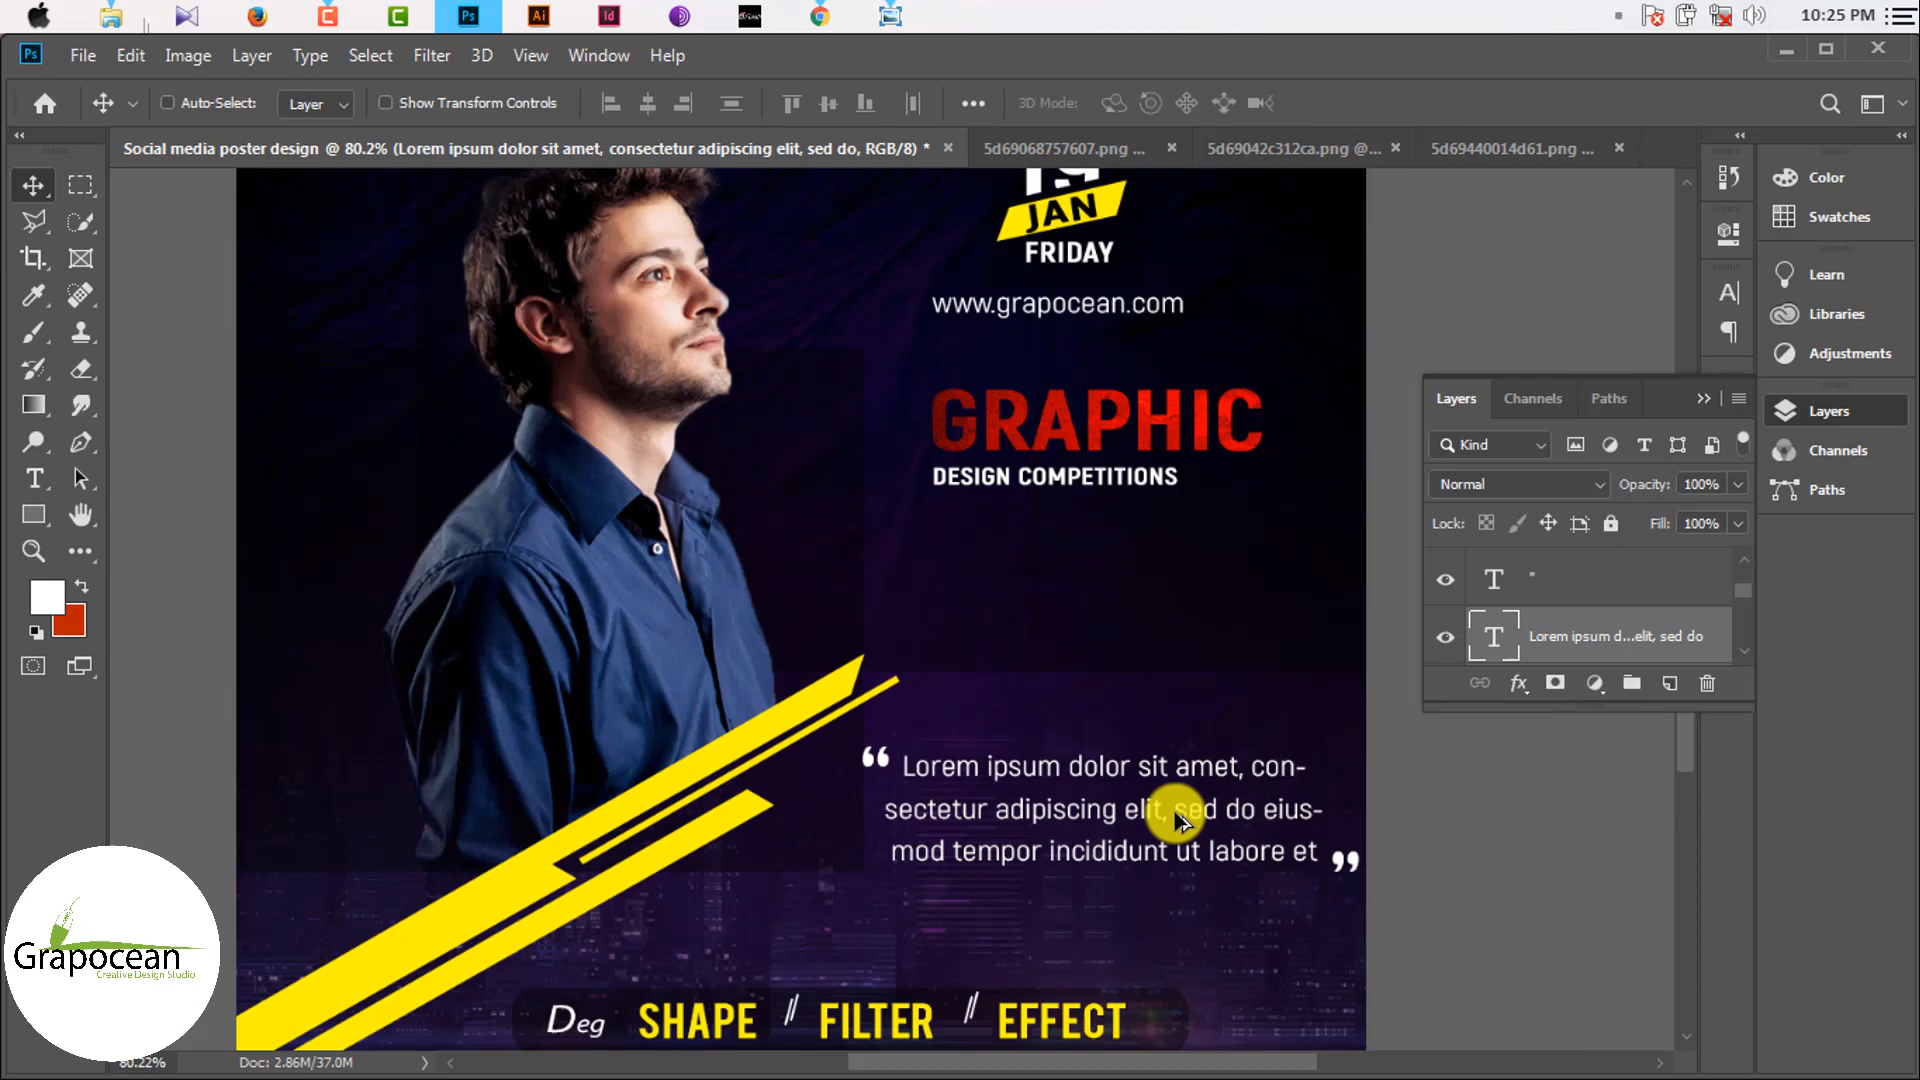 10:25 PM
Ps
Ai
Id
Ps File Edit Image Layer Type Select Filter 3D View Window Help
Auto-Select: Layer Show Transform Controls 3D Mode:
Social media poster design @ 80.2% (Lorem ipsum dolor sit amet, consectetur adipiscing elit, sed do, RGB/8) *
5d69068757607.png ...
5d69042c312ca.png @...
5d69440014d61.png ...
Color
Swatches
Learn
Libraries
Adjustments
Layers
Channels
Paths
JAN
FRIDAY
www.grapocean.com
GRAPHIC
DESIGN COMPETITIONS
“ Lorem ipsum dolor sit amet, con-
sectetur adipiscing elit, sed do eius-
mod tempor incididunt ut labore et ”
Deg SHAPE // FILTER // EFFECT
Layers Channels Paths
Kind
Normal Opacity: 100%
Lock: Fill: 100%
T "
T Lorem ipsum d...elit, sed do
fx
Grapocean
Creative Design Studio
80.22% Doc: 2.86M/37.0M